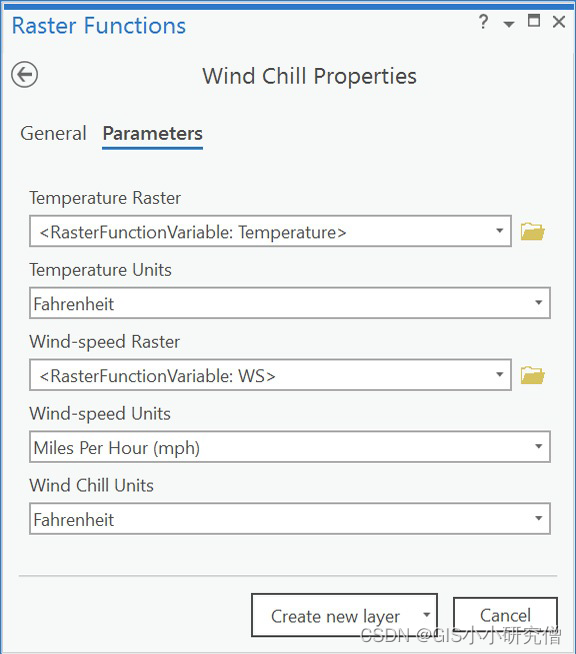 Raster Functions
?
Wind Chill Properties
General Parameters
Temperature Raster
<RasterFunctionVariable: Temperature>
Temperature Units
Fahrenheit
Wind-speed Raster
<RasterFunctionVariable: WS>
Wind-speed Units
Miles Per Hour (mph)
Wind Chill Units
Fahrenheit
Create new layer Cancel
CSDN @GIS小小研究僧